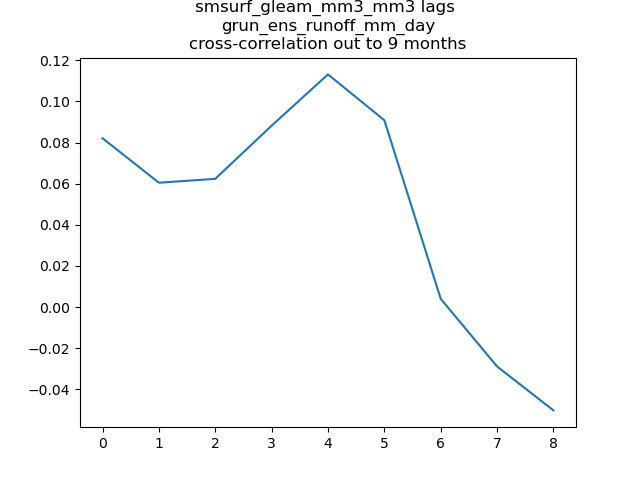 smsurf_gleam_mm3_mm3 lags
grun_ens_runoff_mm_day
cross-correlation out to 9 months
0.12
0.10
0.08
0.06
0.04
0.02
0.00
−0.02
−0.04
0 1 2 3 4 5 6 7 8